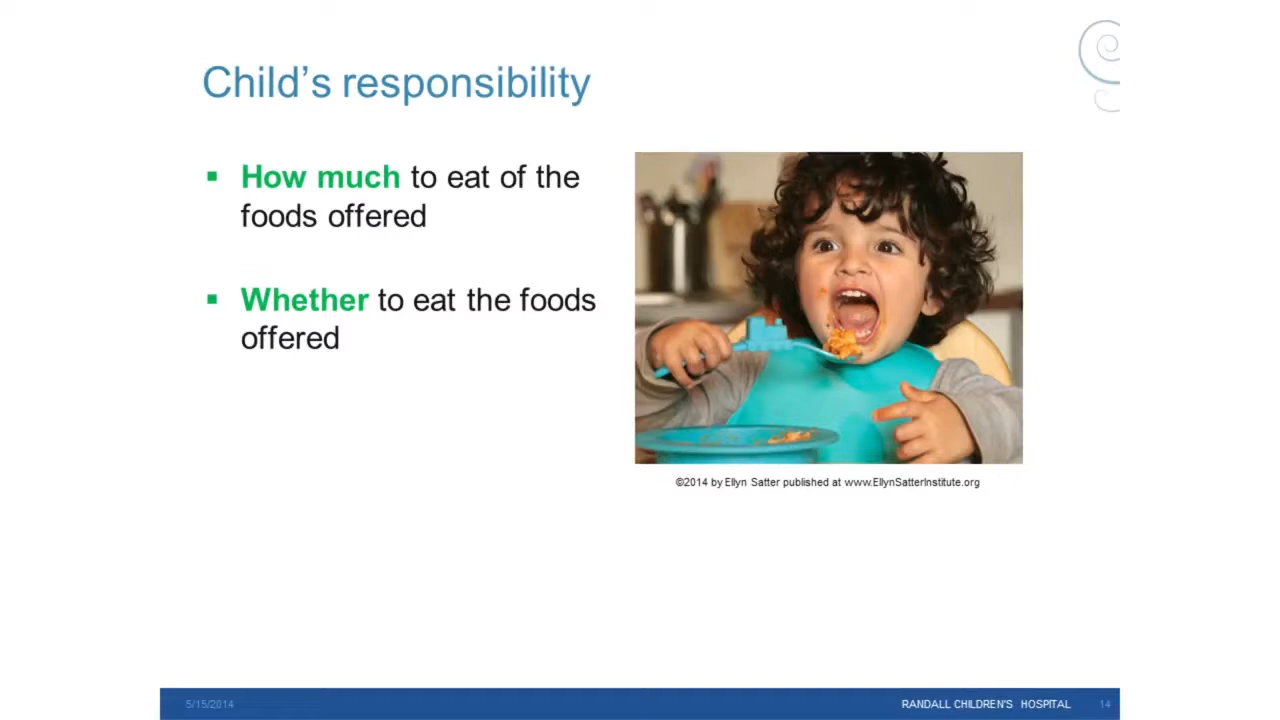 Child's responsibility
▪ How much to eat of the
foods offered
▪ Whether to eat the foods
offered
©2014 by Ellyn Satter published at www.EllynSatterInstitute.org
5/15/2014
RANDALL CHILDREN'S HOSPITAL
14